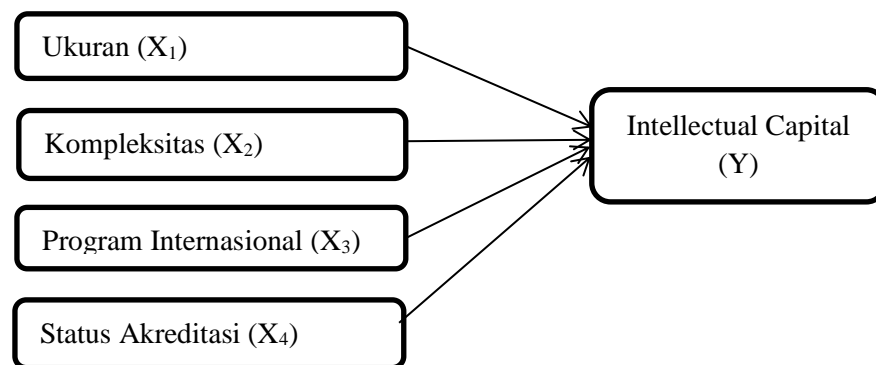 Ukuran (X₁)
Kompleksitas (X₂)
Program Internasional (X₃)
Status Akreditasi (X₄)
Intellectual Capital
(Y)